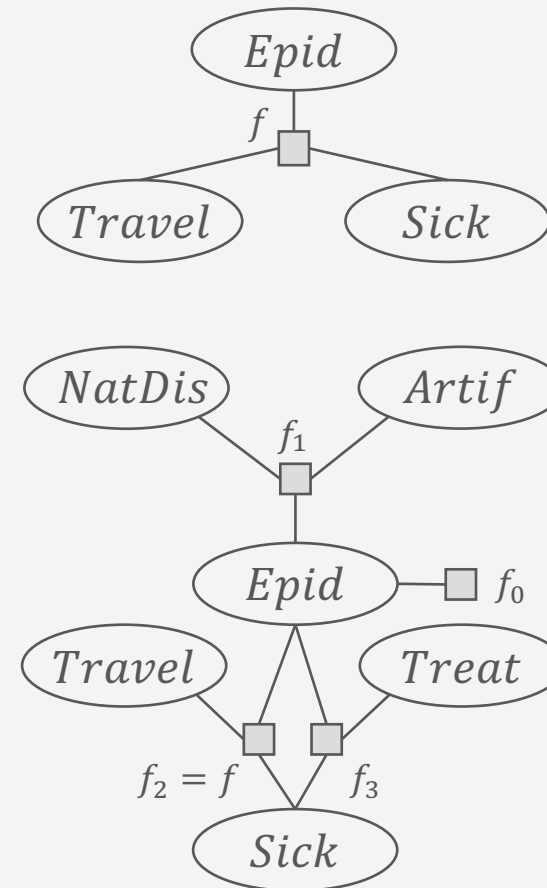 Epid
f
Travel Sick
NatDis Artif
f₁
Epid f₀
Travel Treat
f₂ = f f₃
Sick